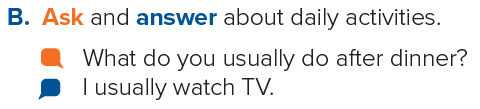 B. Ask and answer about daily activities.
What do you usually do after dinner?
I usually watch TV.